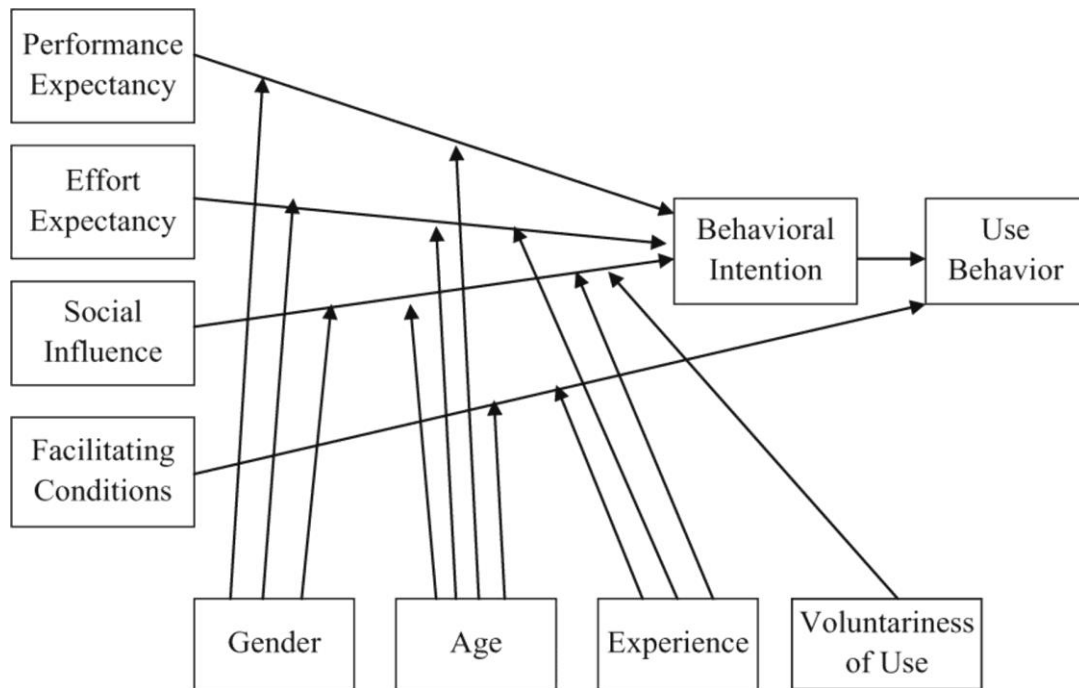 Performance
Expectancy
Effort
Expectancy
Social
Influence
Facilitating
Conditions
Behavioral
Intention
Use
Behavior
Gender
Age
Experience
Voluntariness
of Use